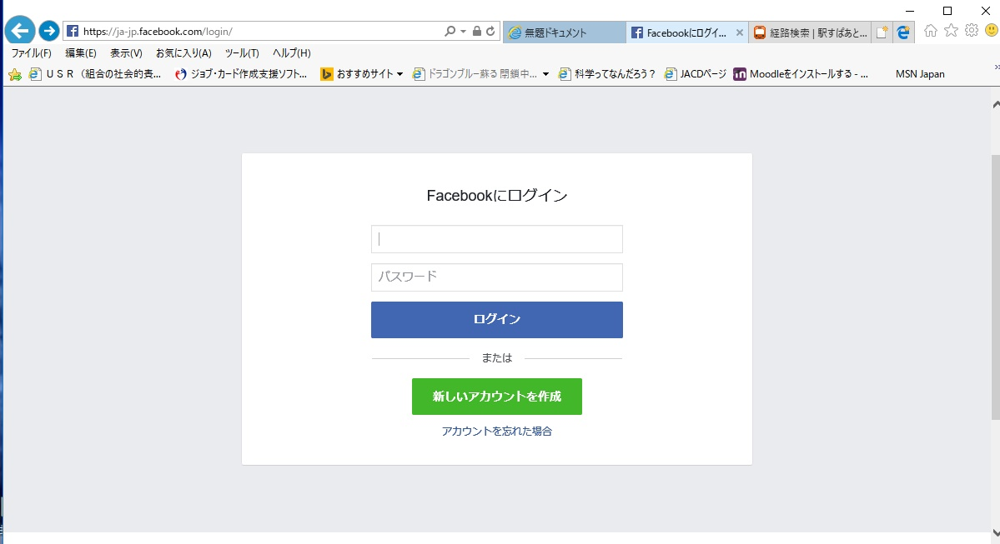 https://ja-jp.facebook.com/login/
無題ドキュメント
Facebookにログイ...
経路検索 | 駅すぱあと...
ファイル(F) 編集(E) 表示(V) お気に入り(A) ツール(T) ヘルプ(H)
ＵＳＲ（組合の社会的責... ジョブ・カード作成支援ソフト... おすすめサイト ドラゴンブルー蘇る 閉鎖中... 科学ってなんだろう？ JACDページ Moodleをインストールする - ... MSN Japan
Facebookにログイン
パスワード
ログイン
または
新しいアカウントを作成
アカウントを忘れた場合